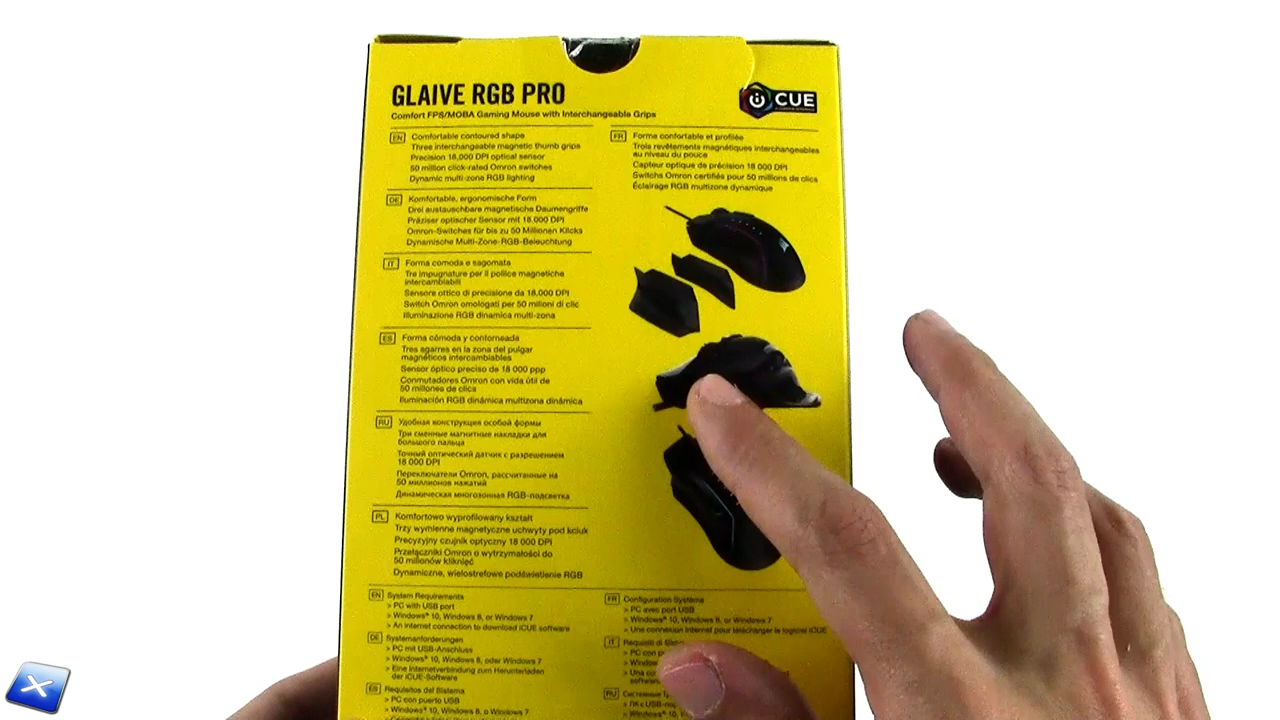 GLAIVE RGB PRO
Comfort FPS/MOBA Gaming Mouse with Interchangeable Grips
CUE
EN Comfortable contoured shape
Three interchangeable magnetic thumb grips
Precision 18,000 DPI optical sensor
50 million click-rated Omron switches
Dynamic multi-zone RGB lighting
DE Komfortable, ergonomische Form
Drei austauschbare magnetische Daumengriffe
Präziser optischer Sensor mit 18.000 DPI
Omron-Switches für bis zu 50 Millionen Klicks
Dynamische Multi-Zone-RGB-Beleuchtung
IT Forma comoda e sagomata
Tre impugnature per il pollice magnetiche
intercambiabili
Sensore ottico di precisione da 18.000 DPI
Switch Omron omologati per 50 milioni di clic
Illuminazione RGB dinamica multi-zona
ES Forma cómoda y conforneada
Tres agarres en la zona del pulgar
magnéticos intercambiables
Sensor óptico preciso de 18 000 ppp
Conmutadores Omron con vida útil de
50 millones de clics
Iluminación RGB dinámica multizona dinámica
RU Удобная конструкция особой формы
Три сменные магнитные накладки для
большого пальца
Точный оптический датчик с разрешением
18 000 DPI
Переключатели Omron, рассчитанные на
50 миллионов нажатий
Динамическая многозонная RGB-подсветка
PL Komfortowo wyprofilowany kształt
Trzy wymienne magnetyczne uchwyty pod kciuk
Precyzyjny czujnik optyczny 18 000 DPI
Przełączniki Omron o wytrzymałości do
50 milionów kliknięć
Dynamiczne, wielostrefowe podświetlenie RGB
FR Forme confortable et profilée
Trois revêtements magnétiques interchangeables
au niveau du pouce
Capteur optique de précision 18 000 DPI
Switchs Omron certifiés pour 50 millions de clics
Éclairage RGB multizone dynamique
EN System Requirements
> PC with USB port
> Windows® 10, Windows 8, or Windows 7
> An internet connection to download iCUE software
DE Systemanforderungen
> PC mit USB-Anschluss
> Windows® 10, Windows 8, oder Windows 7
> Eine Internetverbindung zum Herunterladen
der iCUE-Software
ES Requisitos del Sistema
> PC con puerto USB
> Windows® 10, Windows 8, o Windows 7
FR Configuration Système
> PC avec port USB
> Windows® 10, Windows 8, or Windows 7
> Une connexion Internet pour télécharger le logiciel iCUE
IT Requisiti di
> PC con
> Una
RU Системные
> ПК с USB
> Windows® 10,